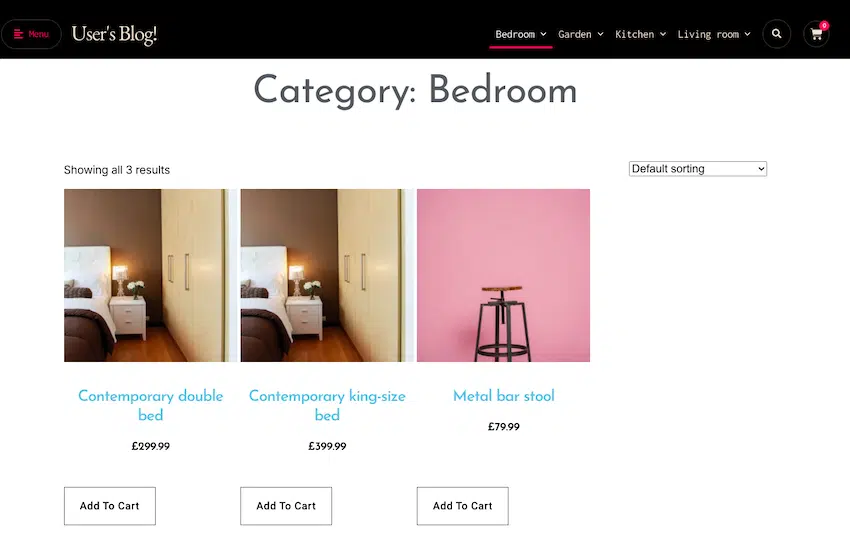 Menu
User's Blog!
Bedroom
Garden
Kitchen
Living room
0
Category: Bedroom
Showing all 3 results
Default sorting
Contemporary double
bed
£299.99
Add To Cart
Contemporary king-size
bed
£399.99
Add To Cart
Metal bar stool
£79.99
Add To Cart